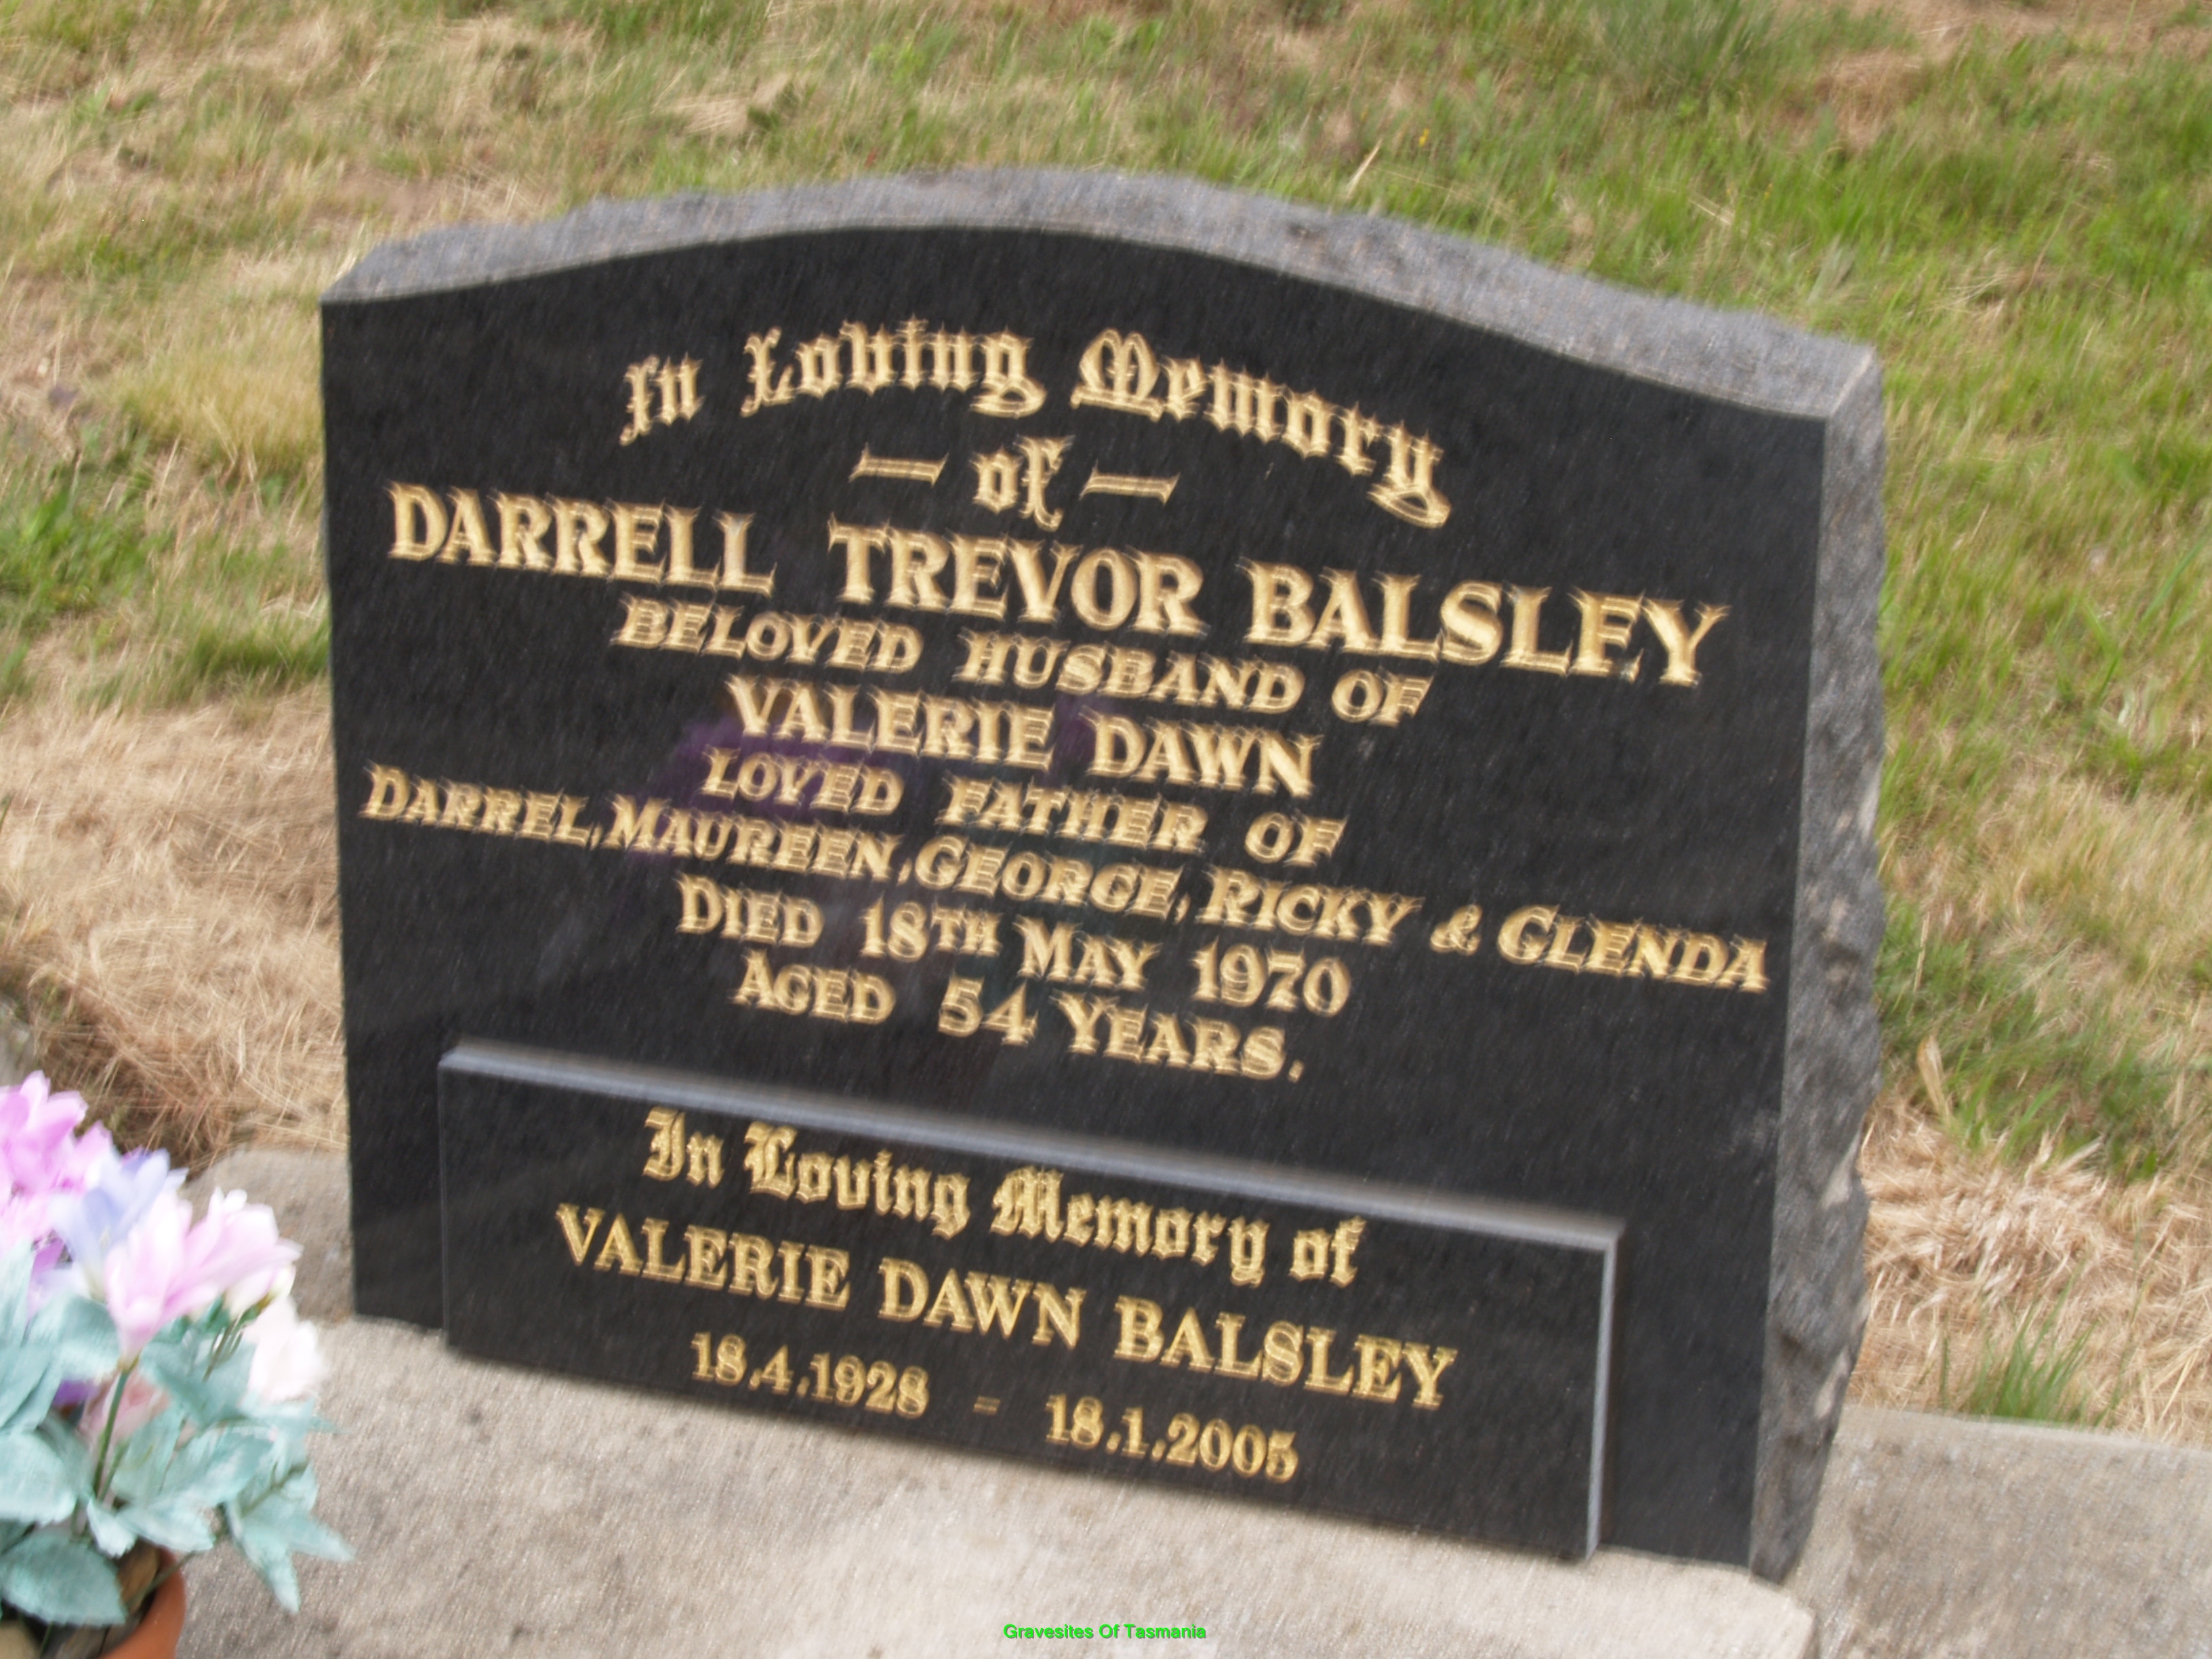 In Loving Memory
— of —
DARRELL TREVOR BALSLEY
BELOVED HUSBAND OF
VALERIE DAWN
LOVED FATHER OF
DARREL, MAUREEN, GEORGE, RICKY & GLENDA
DIED 18TH MAY 1970
AGED 54 YEARS.
In Loving Memory of
VALERIE DAWN BALSLEY
18.4.1928 - 18.1.2005
Gravesites Of Tasmania